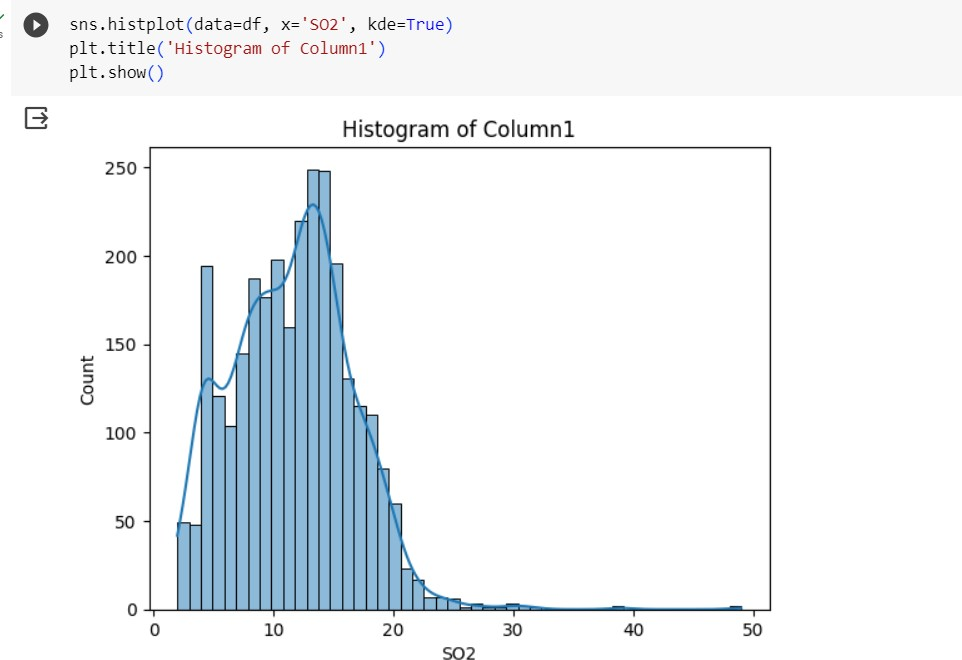 sns.histplot(data=df, x='SO2', kde=True)
plt.title('Histogram of Column1')
plt.show()
Histogram of Column1
250
200
150
100
50
0
Count
0 10 20 30 40 50
SO2